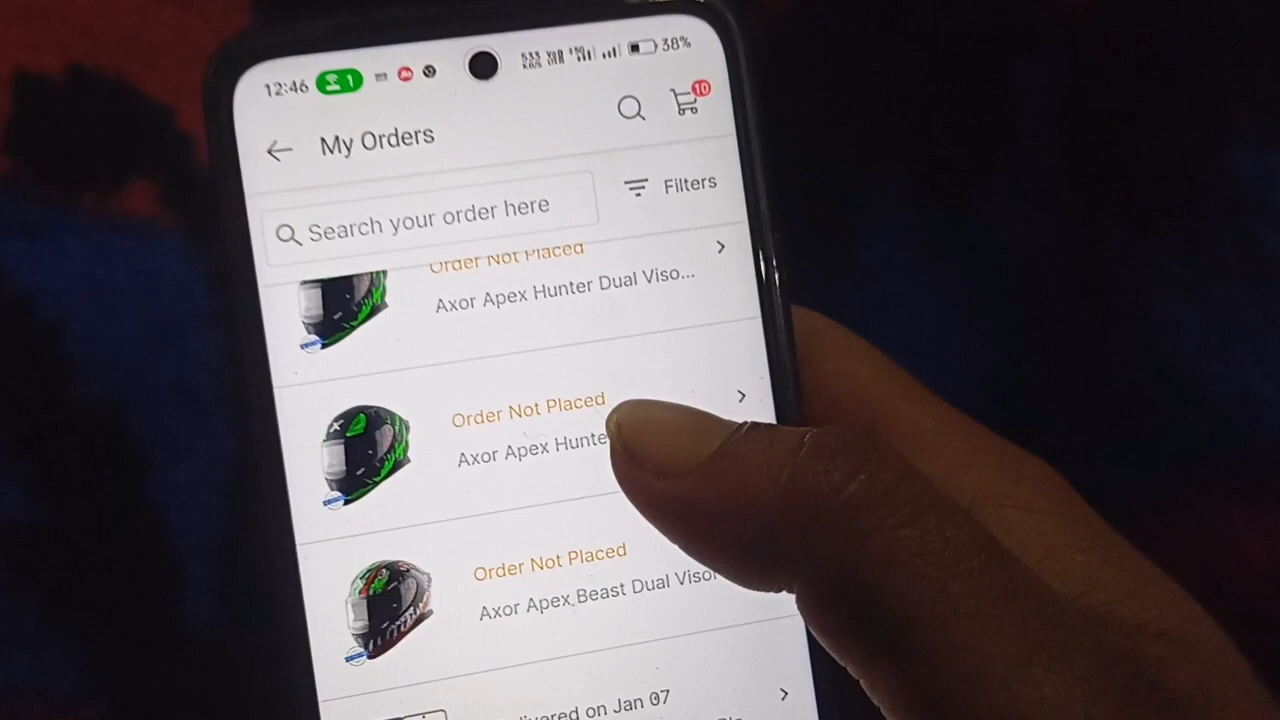 12:46 1 38%
My Orders 10
Search your order here Filters
Order Not Placed
Axor Apex Hunter Dual Viso...
Order Not Placed
Axor Apex Hunte
Order Not Placed
Axor Apex Beast Dual Visor
livered on Jan 07